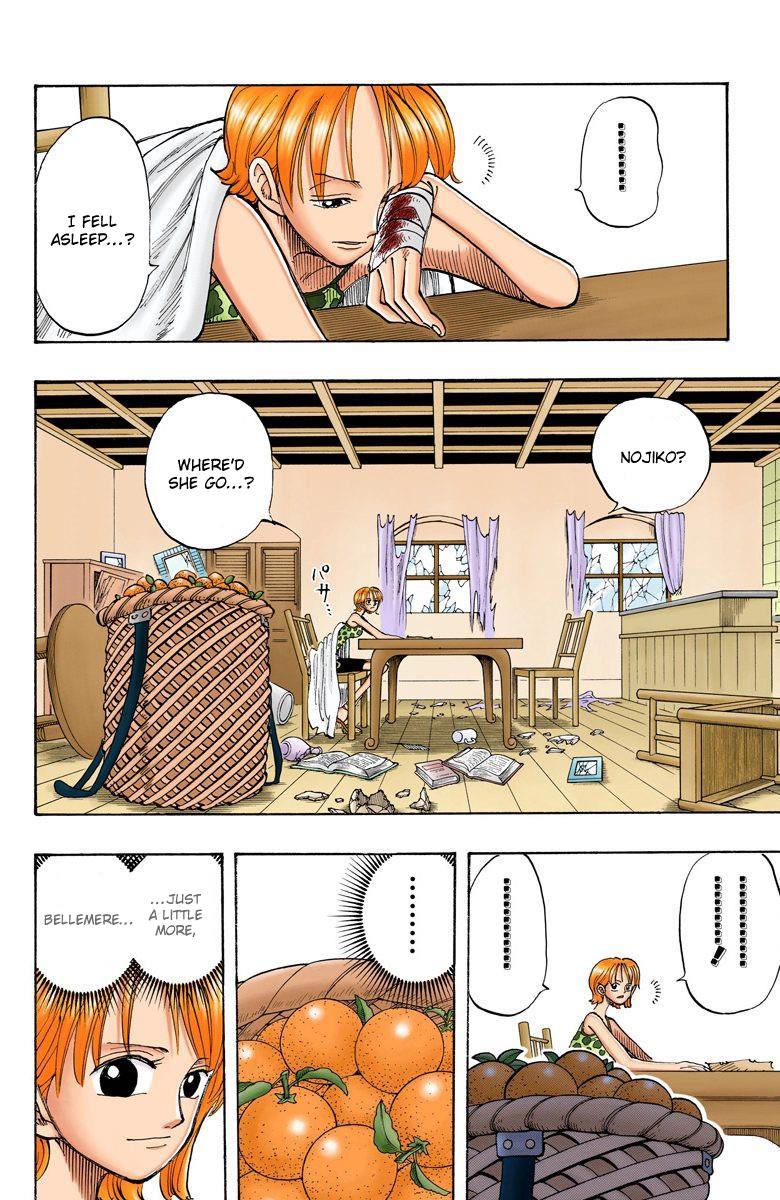 .........
I FELL
ASLEEP...?
NOJIKO?
WHERE'D
SHE GO...?
パサ…
.........
.........
.........
...JUST
A LITTLE
MORE,
BELLEMERE...